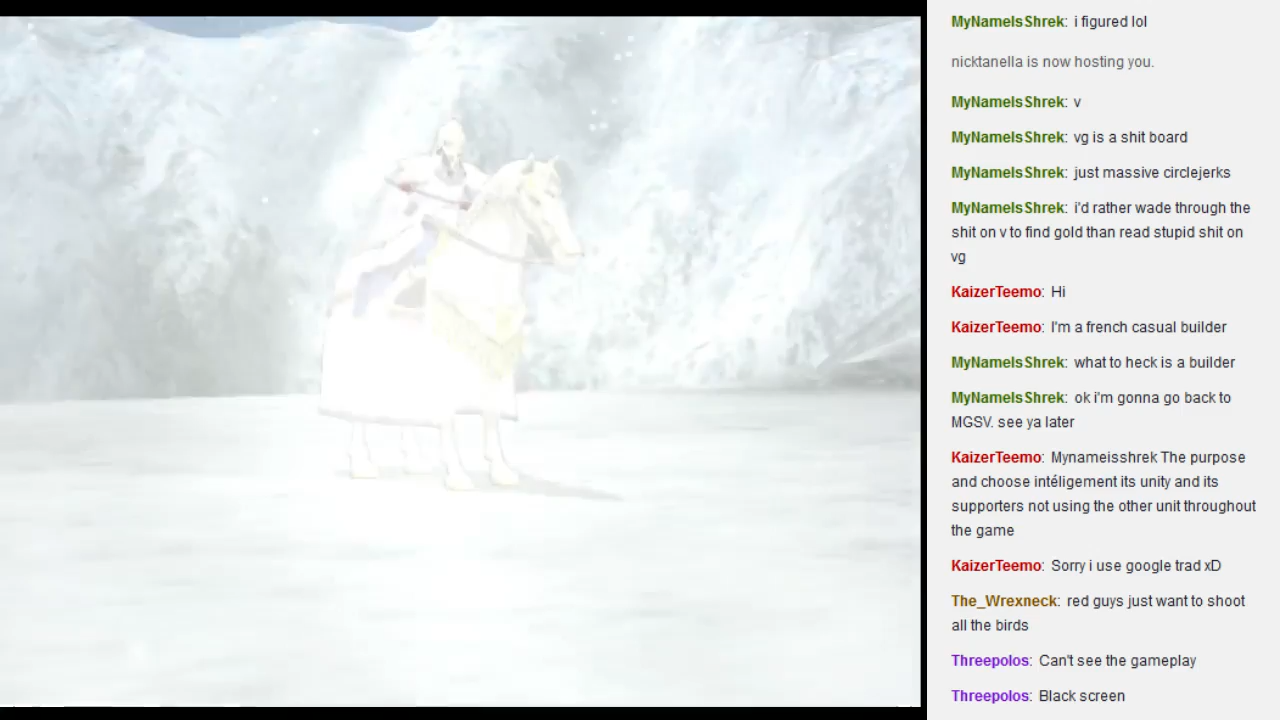 MyNameIsShrek: i figured lol
nicktanella is now hosting you.
MyNameIsShrek: v
MyNameIsShrek: vg is a shit board
MyNameIsShrek: just massive circlejerks
MyNameIsShrek: i'd rather wade through the
shit on v to find gold than read stupid shit on
vg
KaizerTeemo: Hi
KaizerTeemo: I'm a french casual builder
MyNameIsShrek: what to heck is a builder
MyNameIsShrek: ok i'm gonna go back to
MGSV. see ya later
KaizerTeemo: Mynameisshrek The purpose
and choose intéligement its unity and its
supporters not using the other unit throughout
the game
KaizerTeemo: Sorry i use google trad xD
The_Wrexneck: red guys just want to shoot
all the birds
Threepolos: Can't see the gameplay
Threepolos: Black screen